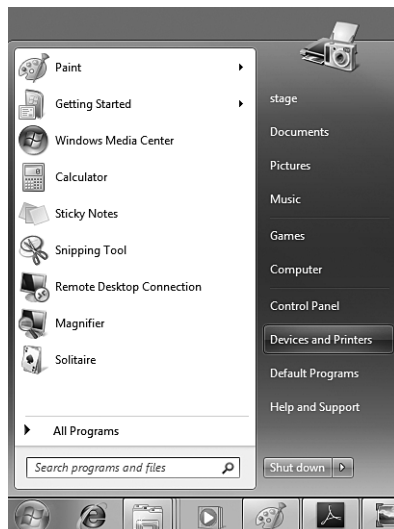 Paint
Getting Started
Windows Media Center
Calculator
Sticky Notes
Snipping Tool
Remote Desktop Connection
Magnifier
Solitaire
All Programs
Search programs and files
stage
Documents
Pictures
Music
Games
Computer
Control Panel
Devices and Printers
Default Programs
Help and Support
Shut down